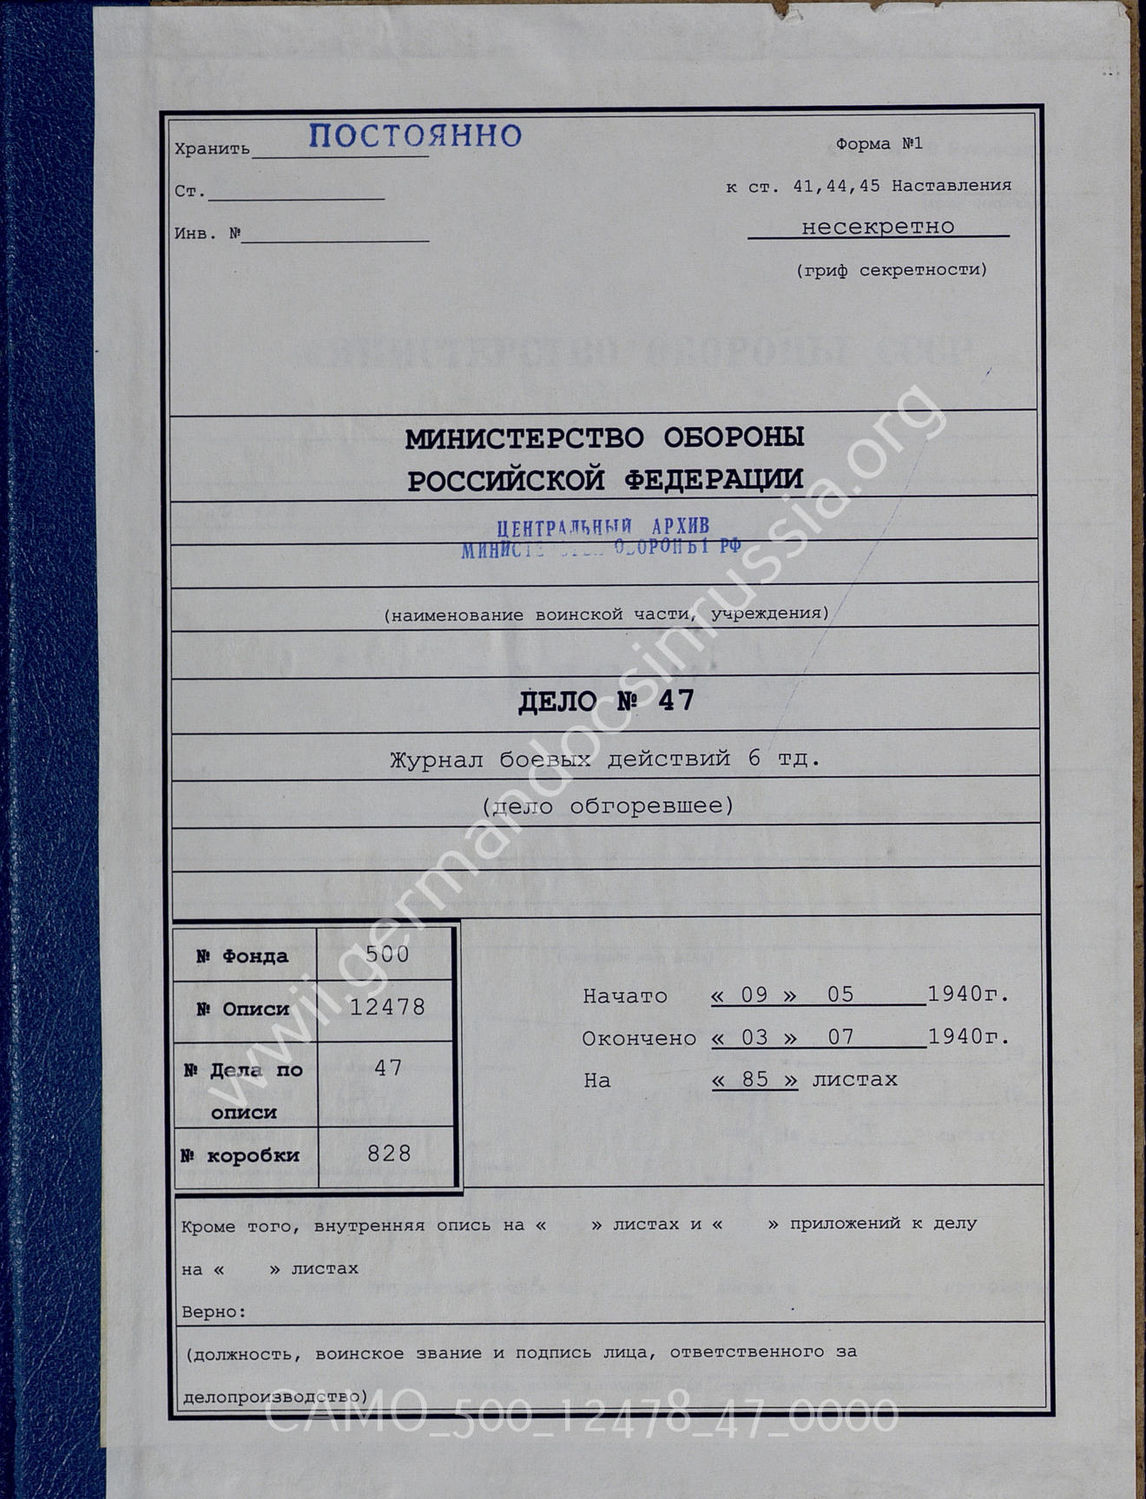 Хранить ПОСТОЯННО
Форма №1
Ст.
к ст. 41,44,45 Наставления
Инв. №
несекретно
(гриф секретности)
МИНИСТЕРСТВО ОБОРОНЫ
РОССИЙСКОЙ ФЕДЕРАЦИИ
ЦЕНТРАЛЬНЫЙ АРХИВ
ОБОРОНЫ РФ
(наименование воинской части, учреждения)
ДЕЛО № 47
Журнал боевых действий 6 тд.
(дело обгоревшее)
№ Фонда 500
№ Описи 12478
№ Дела по описи 47
№ коробки 828
Начато « 09 » 05 1940г.
Окончено « 03 » 07 1940г.
На « 85 » листах
Кроме того, внутренняя опись на « » листах и « » приложений к делу
на « » листах
Верно:
(должность, воинское звание и подпись лица, ответственного за
делопроизводство)
wwii.germandocsinrussia.org
CAMO_500_12478_47_0000